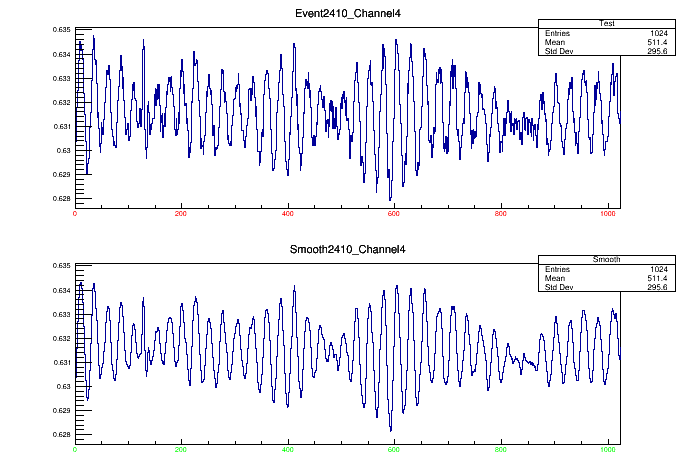 Event2410_Channel4
Test
Entries 1024
Mean 511.4
Std Dev 295.6
0.635
0.634
0.633
0.632
0.631
0.63
0.629
0.628
0 200 400 600 800 1000
Smooth2410_Channel4
Smooth
Entries 1024
Mean 511.4
Std Dev 295.6
0.635
0.634
0.633
0.632
0.631
0.63
0.629
0.628
0 200 400 600 800 1000